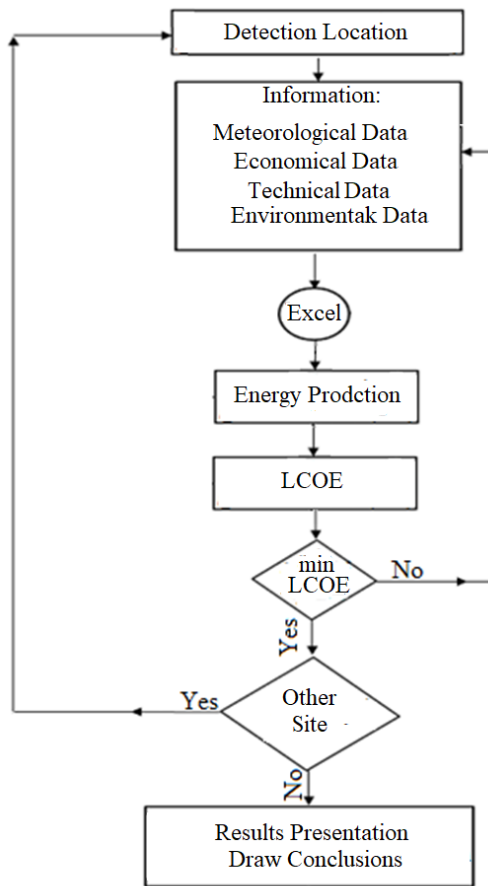 Detection Location
Information:
Meteorological Data
Economical Data
Technical Data
Environmentak Data
Excel
Energy Prodction
LCOE
min
LCOE
No
Yes
Yes
Other
Site
No
Results Presentation
Draw Conclusions